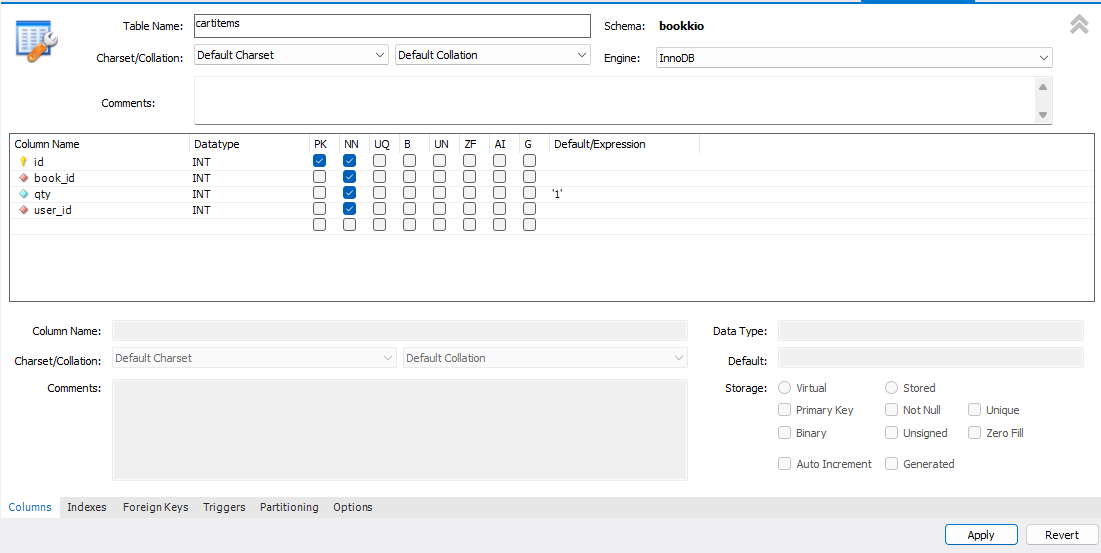 Table Name: cartitems Schema: bookkio
Charset/Collation: Default Charset Default Collation Engine: InnoDB
Comments:
Column Name Datatype PK NN UQ B UN ZF AI G Default/Expression
id INT
book_id INT
qty INT '1'
user_id INT
Column Name: Data Type:
Charset/Collation: Default Charset Default Collation Default:
Comments: Storage: Virtual Stored
Primary Key Not Null Unique
Binary Unsigned Zero Fill
Auto Increment Generated
Columns Indexes Foreign Keys Triggers Partitioning Options
Apply Revert